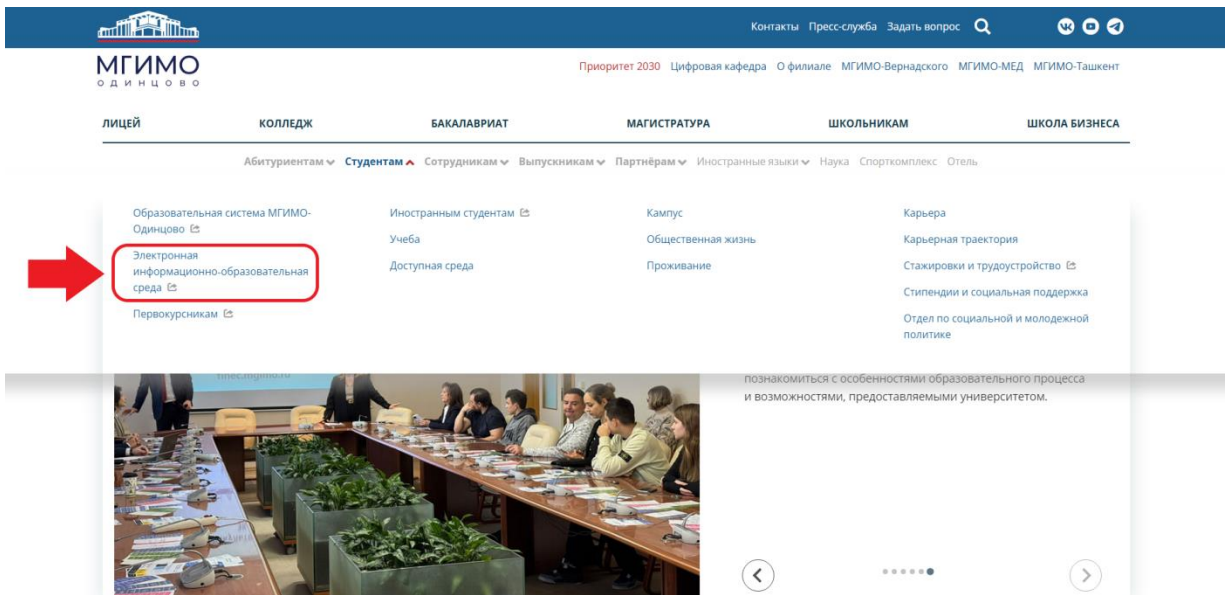 Контакты Пресс-служба Задать вопрос
МГИМО
ОДИНЦОВО
Приоритет 2030 Цифровая кафедра О филиале МГИМО-Вернадского МГИМО-МЕД МГИМО-Ташкент
ЛИЦЕЙ КОЛЛЕДЖ БАКАЛАВРИАТ МАГИСТРАТУРА ШКОЛЬНИКАМ ШКОЛА БИЗНЕСА
Абитуриентам Студентам Сотрудникам Выпускникам Партнёрам Иностранные языки Наука Спорткомплекс Отель
Образовательная система МГИМО-
Одинцово
Электронная
информационно-образовательная
среда
Первокурсникам
Иностранным студентам
Учеба
Доступная среда
Кампус
Общественная жизнь
Проживание
Карьера
Карьерная траектория
Стажировки и трудоустройство
Стипендии и социальная поддержка
Отдел по социальной и молодежной
политике
познакомиться с особенностями образовательного процесса
и возможностями, предоставляемыми университетом.